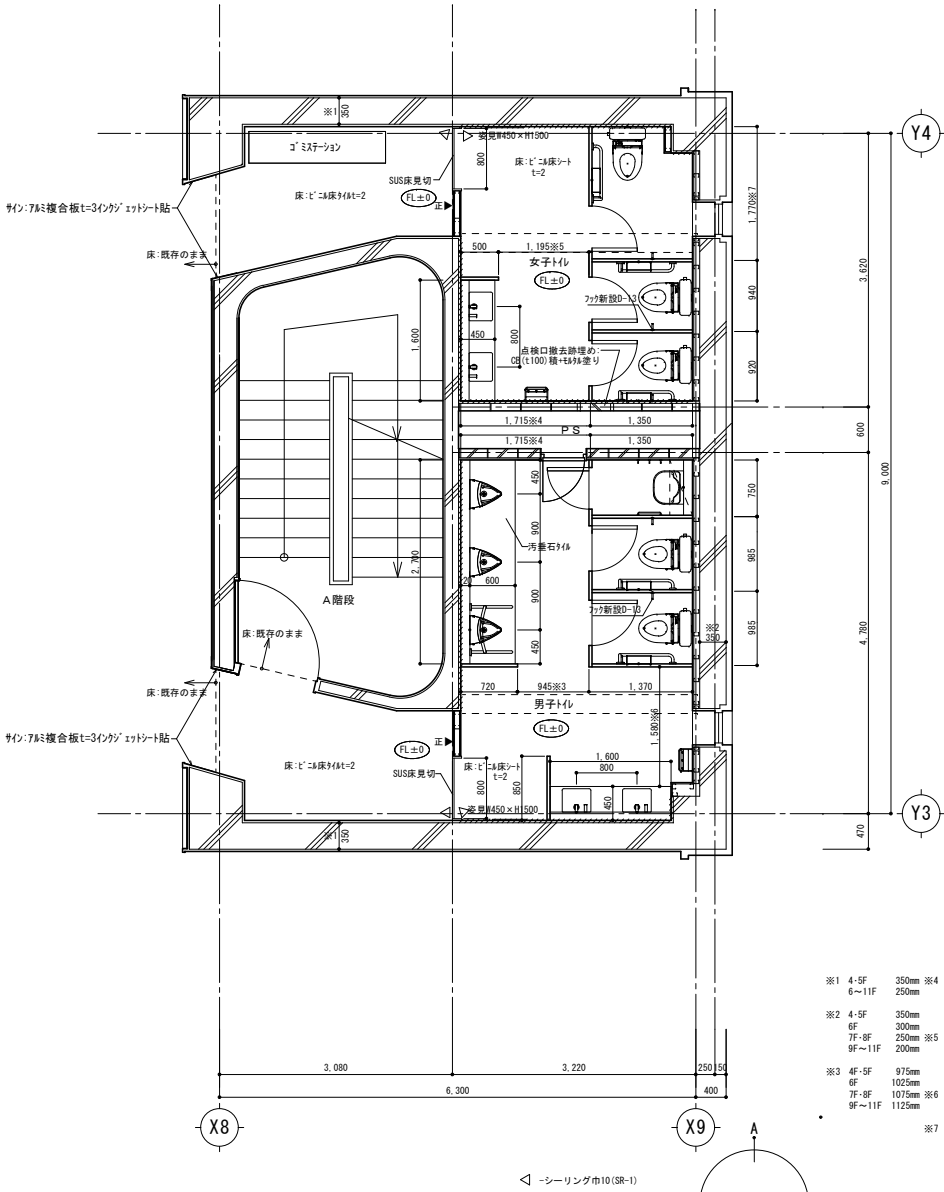 ※1
350
Y4
ゴミステーション
姿見W450×H1500
800
床:ビニル床シート
t=2
SUS床見切
床:ビニル床タイルt=2
FL±0
正
1,770※7
サイン:アルミ複合板t=3インクジェットシート貼
床:既存のまま
500
1,195※5
女子トイレ
FL±0
3,620
940
フック新設D-13
1,600
450
800
点検口撤去跡埋め:
CB(t100)積+モルタル塗り
920
1,715※4
1,350
PS
600
1,715※4
1,350
9,000
450
750
900
汚垂石タイル
985
2,700
20
600
A階段
900
フック新設D-13
985
※2
350
4,780
床:既存のまま
450
床:既存のまま
720
945※3
1,370
男子トイレ
サイン:アルミ複合板t=3インクジェットシート貼
FL±0
正
FL±0
1,580※6
床:ビニル床タイルt=2
床:ビニル床シート
t=2
SUS床見切
1,600
800
800
850
450
姿見W450×H1500
Y3
※1
350
470
※1 4・5F 350mm ※4
6～11F 250mm
※2 4・5F 350mm
6F 300mm
7F・8F 250mm ※5
9F～11F 200mm
※3 4F・5F 975mm
6F 1025mm
7F・8F 1075mm ※6
9F～11F 1125mm
※7
3,080
3,220
250
150
6,300
400
X8
X9
A
-シーリング巾10(SR-1)